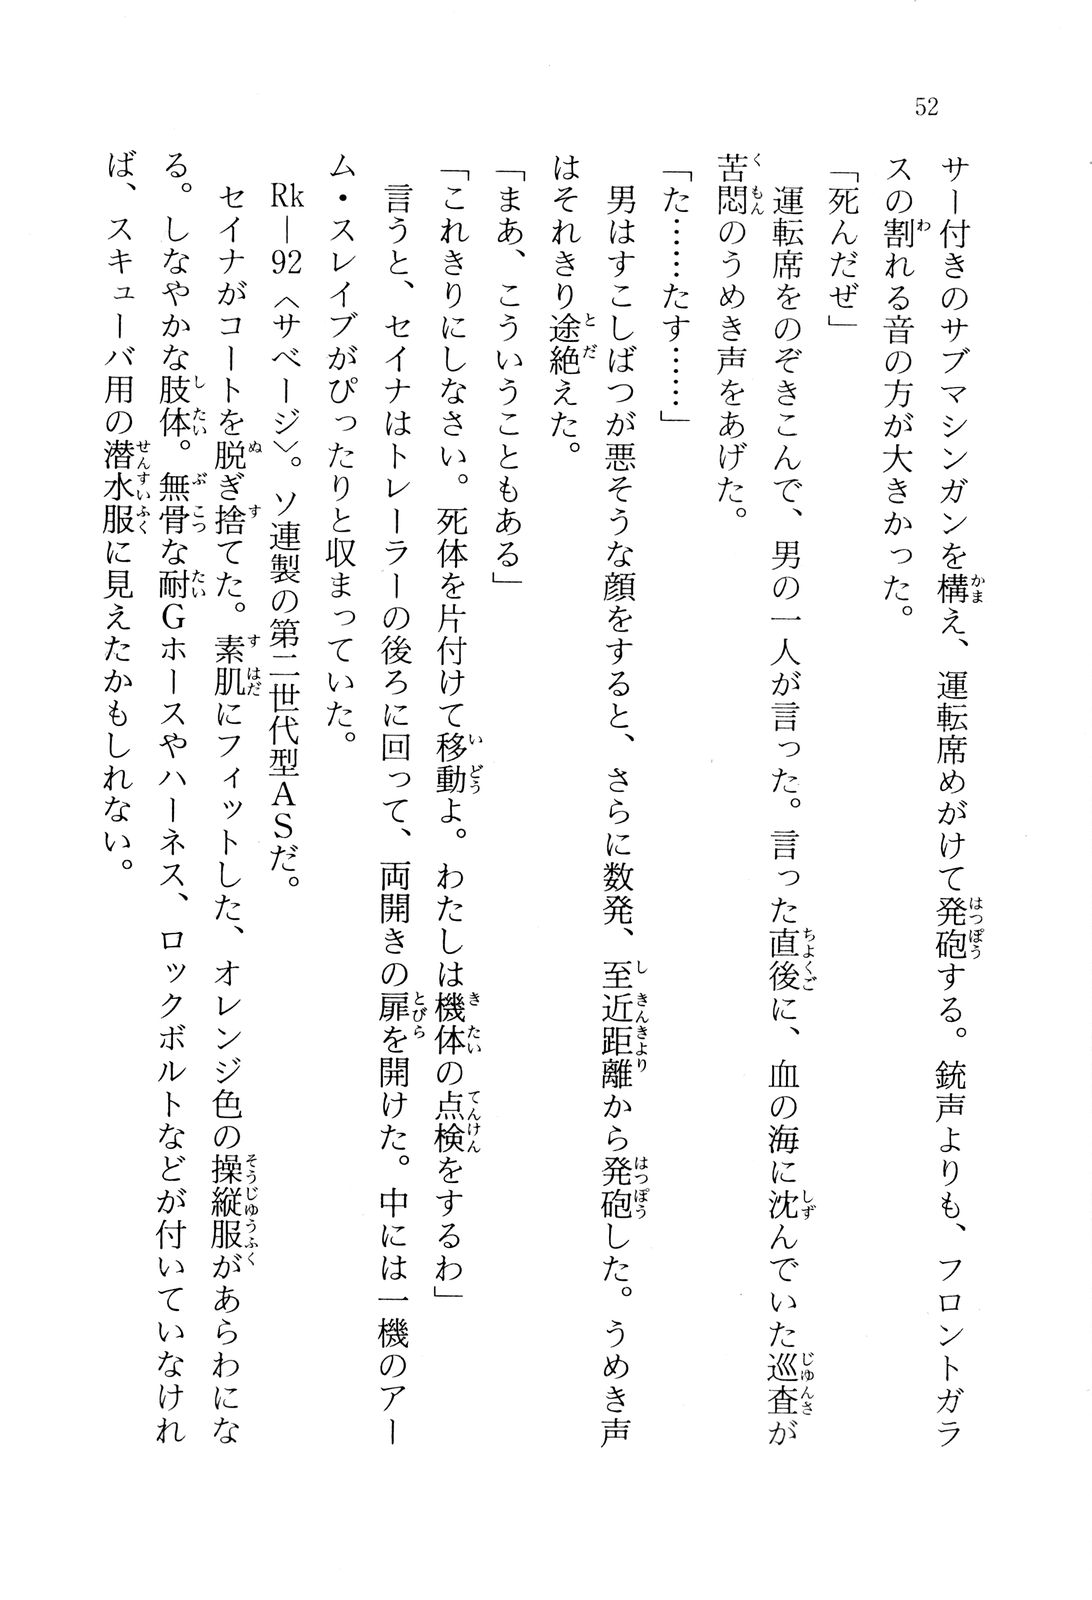 52
サー付きのサブマシンガンを構え、運転席めがけて発砲する。銃声よりも、フロントガラ
スの割れる音の方が大きかった。
「死んだぜ」
　運転席をのぞきこんで、男の一人が言った。言った直後に、血の海に沈んでいた巡査が
苦悶のうめき声をあげた。
「た……たす……」
　男はすこしばつが悪そうな顔をすると、さらに数発、至近距離から発砲した。うめき声
はそれきり途絶えた。
「まあ、こういうこともある」
「これきりにしなさい。死体を片付けて移動よ。わたしは機体の点検をするわ」
　言うと、セイナはトレーラーの後ろに回って、両開きの扉を開けた。中には一機のアー
ム・スレイブがぴったりと収まっていた。
　Rk―92〈サベージ〉。ソ連製の第二世代型ＡＳだ。
　セイナがコートを脱ぎ捨てた。素肌にフィットした、オレンジ色の操縦服があらわにな
る。しなやかな肢体。無骨な耐Ｇホースやハーネス、ロックボルトなどが付いていなけれ
ば、スキューバ用の潜水服に見えたかもしれない。